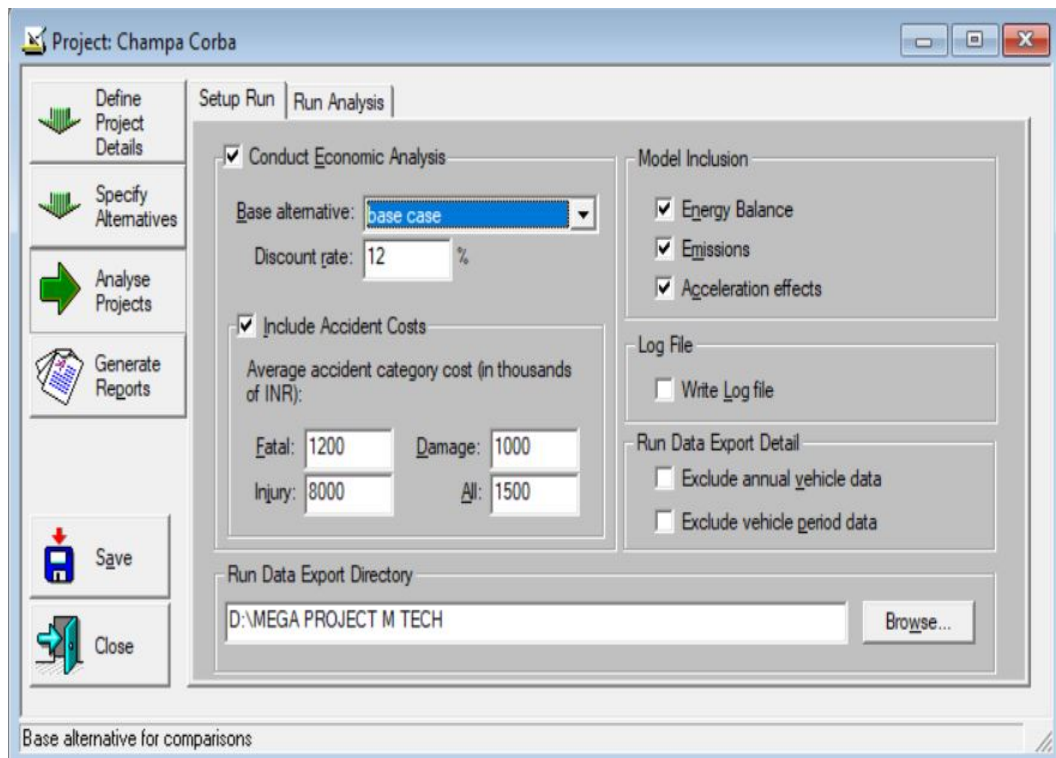 Project: Champa Corba
Define
Project
Details
Specify
Alternatives
Analyse
Projects
Generate
Reports
Save
Close
Setup Run
Run Analysis
Conduct Economic Analysis
Base alternative: base case
Discount rate: 12 %
Include Accident Costs
Average accident category cost (in thousands
of INR):
Fatal: 1200 Damage: 1000
Injury: 8000 All: 1500
Model Inclusion
Energy Balance
Emissions
Acceleration effects
Log File
Write Log file
Run Data Export Detail
Exclude annual vehicle data
Exclude vehicle period data
Run Data Export Directory
D:\MEGA PROJECT M TECH
Browse...
Base alternative for comparisons